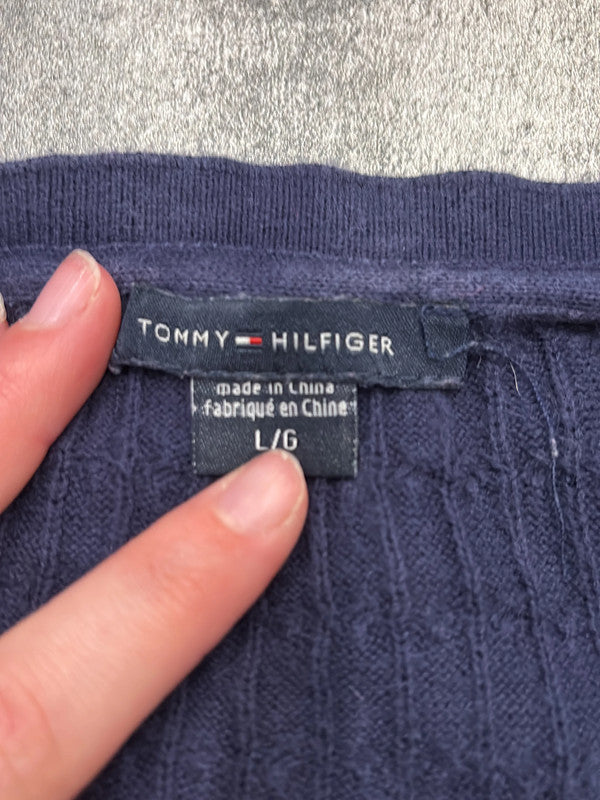 TOMMY HILFIGER
made in China
fabriqué en Chine
L/G